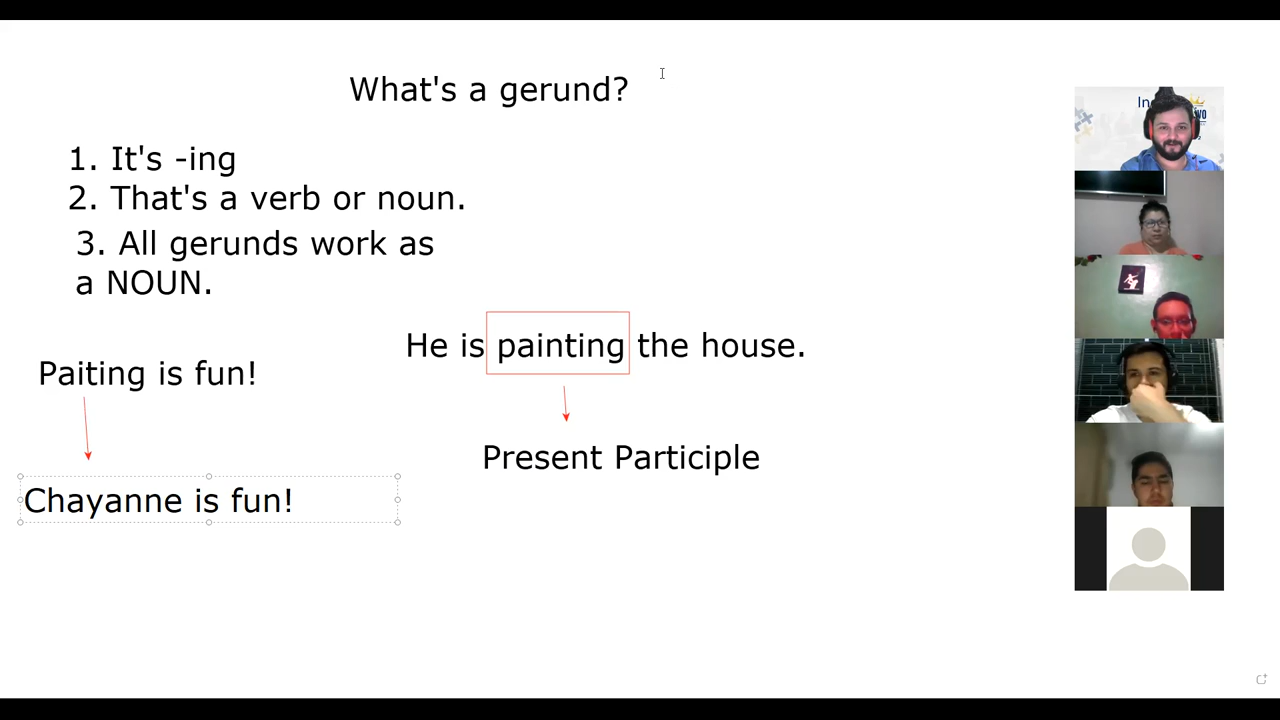 What's a gerund?
1. It's -ing
2. That's a verb or noun.
3. All gerunds work as
a NOUN.
He is painting the house.
Paiting is fun!
Present Participle
Chayanne is fun!